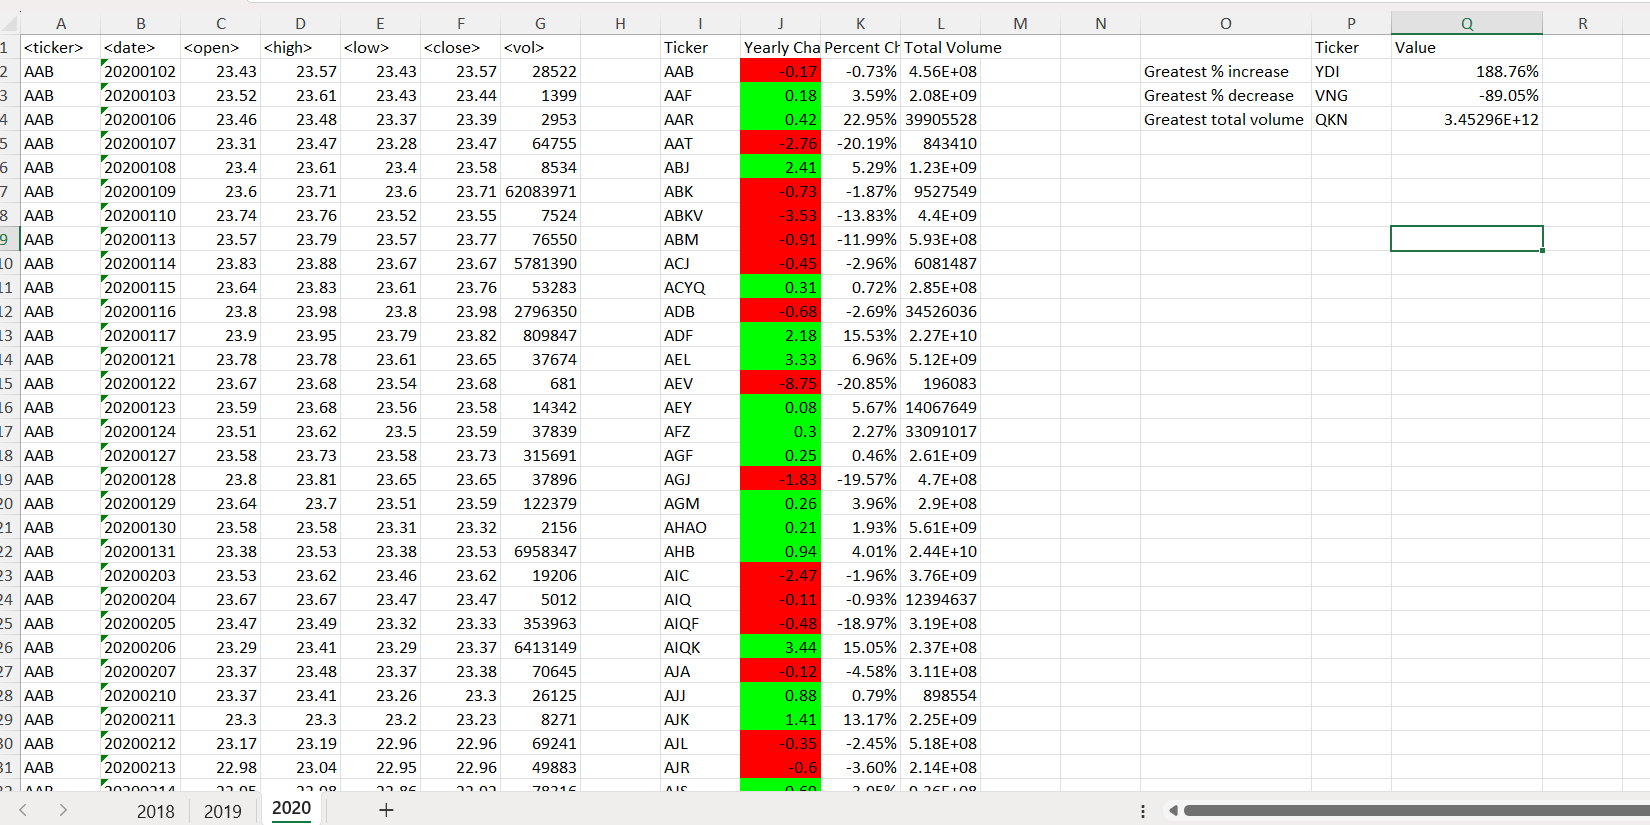 A B C D E F G H I J K L M N O P Q R
1 <ticker> <date> <open> <high> <low> <close> <vol> Ticker Yearly Cha Percent Ch Total Volume Ticker Value
2 AAB 20200102 23.43 23.57 23.43 23.57 28522 AAB -0.17 -0.73% 4.56E+08 Greatest % increase YDI 188.76%
3 AAB 20200103 23.52 23.61 23.43 23.44 1399 AAF 0.18 3.59% 2.08E+09 Greatest % decrease VNG -89.05%
4 AAB 20200106 23.46 23.48 23.37 23.39 2953 AAR 0.42 22.95% 39905528 Greatest total volume QKN 3.45296E+12
5 AAB 20200107 23.31 23.47 23.28 23.47 64755 AAT -2.76 -20.19% 843410
6 AAB 20200108 23.4 23.61 23.4 23.58 8534 ABJ 2.41 5.29% 1.23E+09
7 AAB 20200109 23.6 23.71 23.6 23.71 62083971 ABK -0.73 -1.87% 9527549
8 AAB 20200110 23.74 23.76 23.52 23.55 7524 ABKV -3.53 -13.83% 4.4E+09
9 AAB 20200113 23.57 23.79 23.57 23.77 76550 ABM -0.91 -11.99% 5.93E+08
10 AAB 20200114 23.83 23.88 23.67 23.67 5781390 ACJ -0.45 -2.96% 6081487
11 AAB 20200115 23.64 23.83 23.61 23.76 53283 ACYQ 0.31 0.72% 2.85E+08
12 AAB 20200116 23.8 23.98 23.8 23.98 2796350 ADB -0.68 -2.69% 34526036
13 AAB 20200117 23.9 23.95 23.79 23.82 809847 ADF 2.18 15.53% 2.27E+10
14 AAB 20200121 23.78 23.78 23.61 23.65 37674 AEL 3.33 6.96% 5.12E+09
15 AAB 20200122 23.67 23.68 23.54 23.68 681 AEV -8.75 -20.85% 196083
16 AAB 20200123 23.59 23.68 23.56 23.58 14342 AEY 0.08 5.67% 14067649
17 AAB 20200124 23.51 23.62 23.5 23.59 37839 AFZ 0.3 2.27% 33091017
18 AAB 20200127 23.58 23.73 23.58 23.73 315691 AGF 0.25 0.46% 2.61E+09
19 AAB 20200128 23.8 23.81 23.65 23.65 37896 AGJ -1.83 -19.57% 4.7E+08
20 AAB 20200129 23.64 23.7 23.51 23.59 122379 AGM 0.26 3.96% 2.9E+08
21 AAB 20200130 23.58 23.58 23.31 23.32 2156 AHAO 0.21 1.93% 5.61E+09
22 AAB 20200131 23.38 23.53 23.38 23.53 6958347 AHB 0.94 4.01% 2.44E+10
23 AAB 20200203 23.53 23.62 23.46 23.62 19206 AIC -2.47 -1.96% 3.76E+09
24 AAB 20200204 23.67 23.67 23.47 23.47 5012 AIQ -0.11 -0.93% 12394637
25 AAB 20200205 23.47 23.49 23.32 23.33 353963 AIQF -0.48 -18.97% 3.19E+08
26 AAB 20200206 23.29 23.41 23.29 23.37 6413149 AIQK 3.44 15.05% 2.37E+08
27 AAB 20200207 23.37 23.48 23.37 23.38 70645 AJA -0.12 -4.58% 3.11E+08
28 AAB 20200210 23.37 23.41 23.26 23.3 26125 AJJ 0.88 0.79% 898554
29 AAB 20200211 23.3 23.3 23.2 23.23 8271 AJK 1.41 13.17% 2.25E+09
30 AAB 20200212 23.17 23.19 22.96 22.96 69241 AJL -0.35 -2.45% 5.18E+08
31 AAB 20200213 22.98 23.04 22.95 22.96 49883 AJR -0.6 -3.60% 2.14E+08
2018 2019 2020